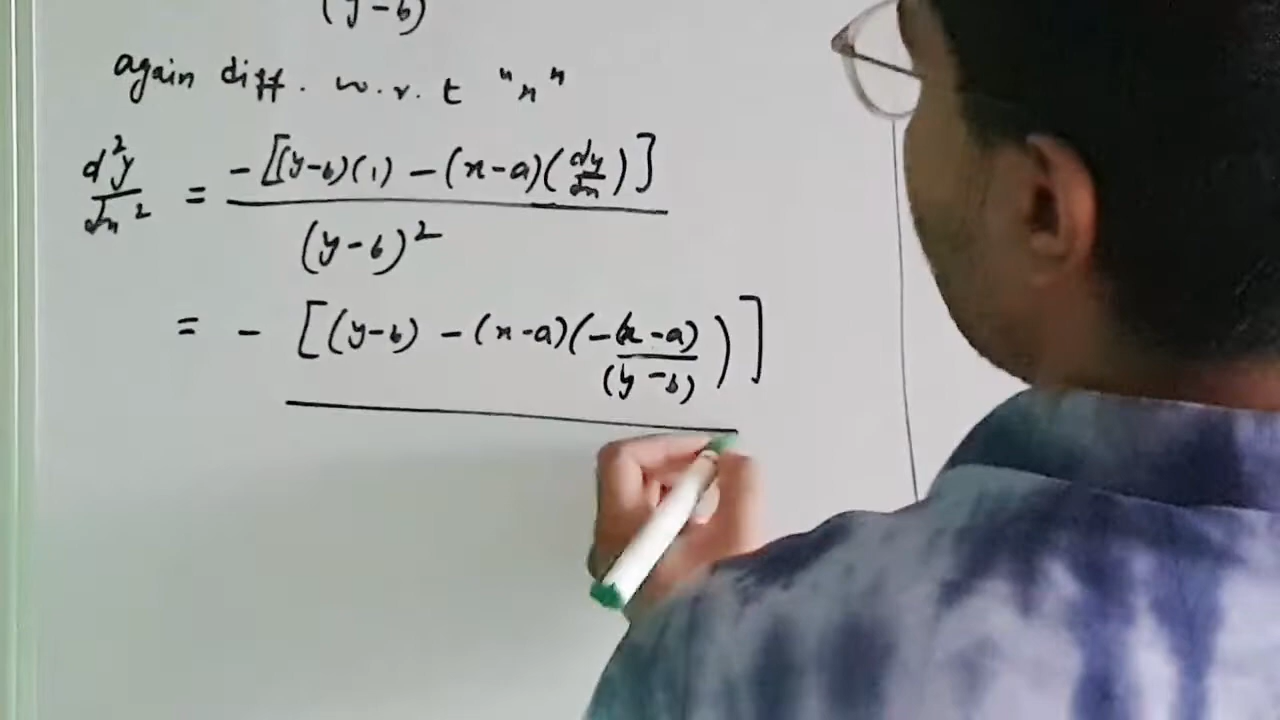 (y-b)
again diff. w.r.t "x"
d²y/dx² = -[(y-b)(1) - (x-a)(dy/dx)] / (y-b)²
= - [(y-b) - (x-a)(-(x-a)/(y-b))]